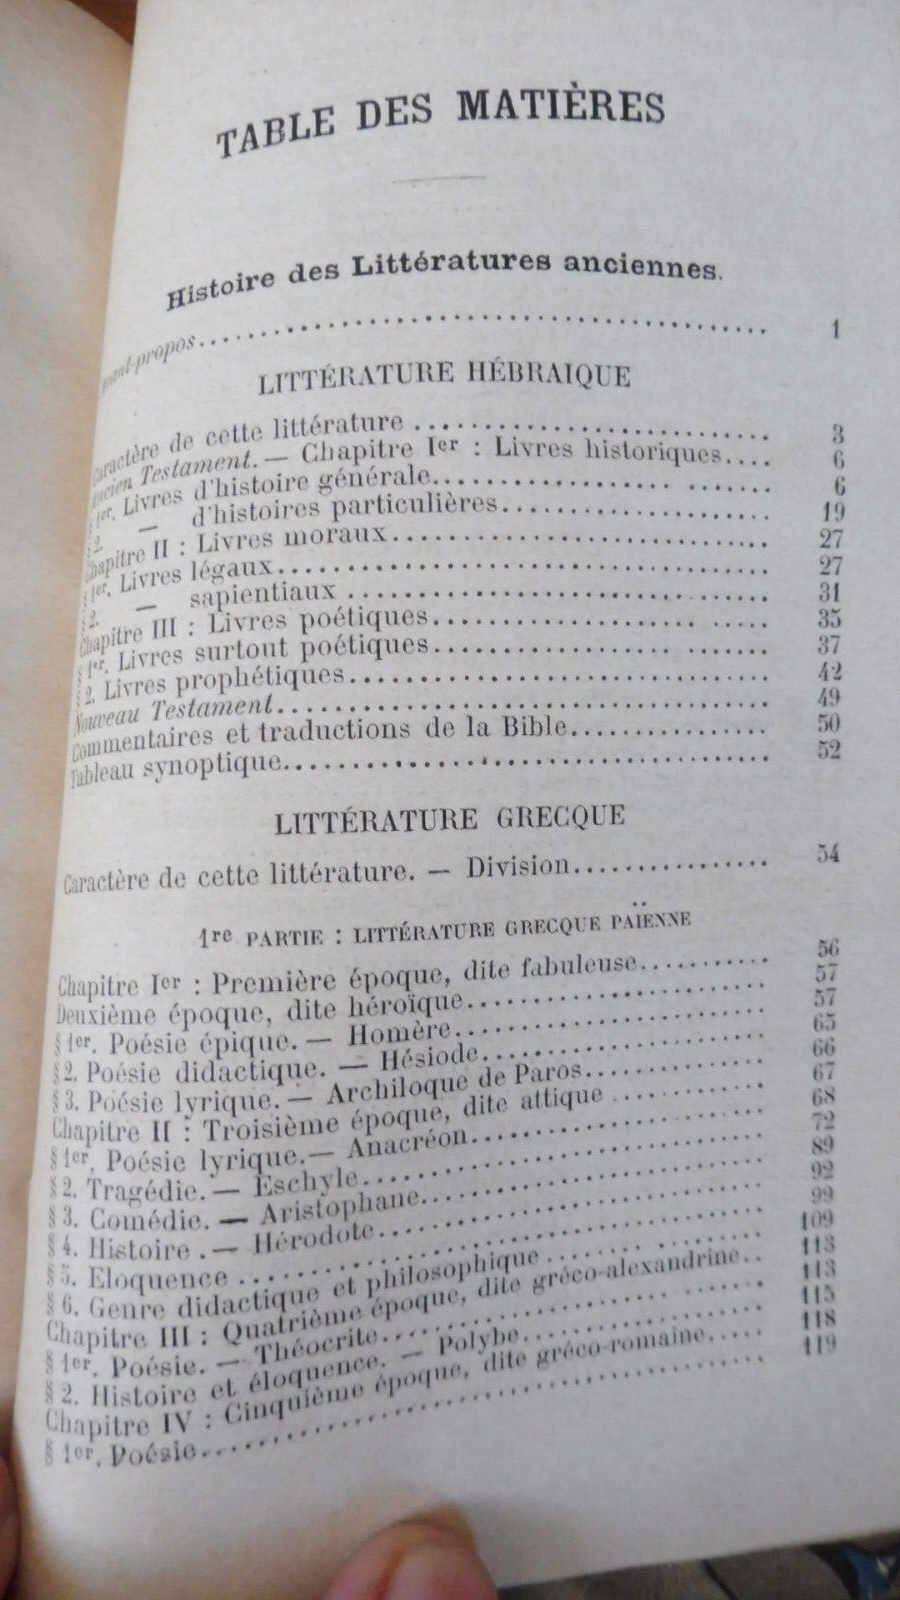 TABLE DES MATIÈRES
Histoire des Littératures anciennes.
Avant-propos........ 1
LITTÉRATURE HÉBRAIQUE
Caractère de cette littérature ........ 3
Ancien Testament. — Chapitre Ier : Livres historiques.... 6
§ 1er. Livres d'histoire générale........ 6
§ 2. — d'histoires particulières........ 19
Chapitre II : Livres moraux........ 27
§ 1er. Livres légaux........ 27
§ 2. — sapientiaux ........ 31
Chapitre III : Livres poétiques........ 35
§ 1er. Livres surtout poétiques........ 37
§ 2. Livres prophétiques........ 42
Nouveau Testament........ 49
Commentaires et traductions de la Bible........ 50
Tableau synoptique........ 52
LITTÉRATURE GRECQUE
Caractère de cette littérature. — Division........ 54
1re PARTIE : LITTÉRATURE GRECQUE PAÏENNE
Chapitre Ier : Première époque, dite fabuleuse........ 56
Deuxième époque, dite héroïque........ 57
§ 1er. Poésie épique. — Homère........ 57
§ 2. Poésie didactique. — Hésiode........ 65
§ 3. Poésie lyrique. — Archiloque de Paros........ 66
Chapitre II : Troisième époque, dite attique ........ 67
§ 1er. Poésie lyrique. — Anacréon........ 68
§ 2. Tragédie. — Eschyle........ 72
§ 3. Comédie. — Aristophane........ 89
§ 4. Histoire . — Hérodote........ 92
§ 5. Eloquence ........ 99
§ 6. Genre didactique et philosophique........ 109
Chapitre III : Quatrième époque, dite gréco-alexandrine.. 113
§ 1er. Poésie. — Théocrite........ 113
§ 2. Histoire et éloquence. — Polybe........ 115
Chapitre IV : Cinquième époque, dite gréco-romaine..... 118
§ 1er. Poésie........ 119